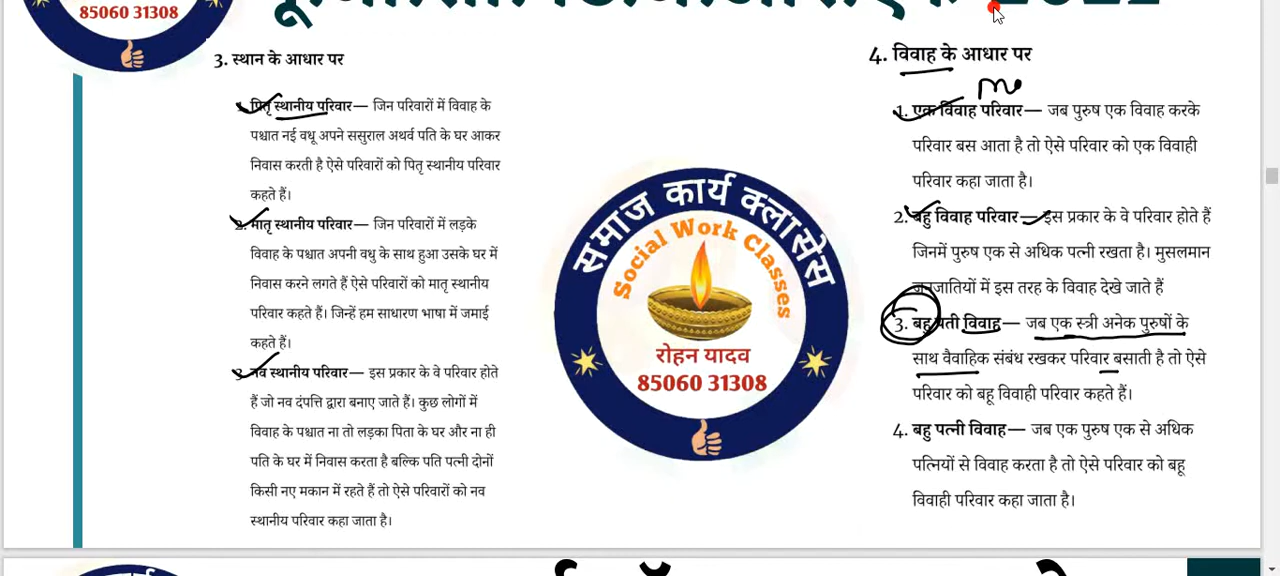 85060 31308
3. स्थान के आधार पर
1. पितृ स्थानीय परिवार— जिन परिवारों में विवाह के
पश्चात नई वधू अपने ससुराल अथर्व पति के घर आकर
निवास करती है ऐसे परिवारों को पितृ स्थानीय परिवार
कहते हैं।
2. मातृ स्थानीय परिवार— जिन परिवारों में लड़के
विवाह के पश्चात अपनी वधु के साथ हुआ उसके घर में
निवास करने लगते हैं ऐसे परिवारों को मातृ स्थानीय
परिवार कहते हैं। जिन्हें हम साधारण भाषा में जमाई
कहते हैं।
3. नव स्थानीय परिवार— इस प्रकार के वे परिवार होते
हैं जो नव दंपत्ति द्वारा बनाए जाते हैं। कुछ लोगों में
विवाह के पश्चात ना तो लड़का पिता के घर और ना ही
पति के घर में निवास करता है बल्कि पति पत्नी दोनों
किसी नए मकान में रहते हैं तो ऐसे परिवारों को नव
स्थानीय परिवार कहा जाता है।
समाज कार्य क्लासेस
Social Work Classes
रोहन यादव
85060 31308
4. विवाह के आधार पर
1. एक विवाह परिवार— जब पुरुष एक विवाह करके
परिवार बस आता है तो ऐसे परिवार को एक विवाही
परिवार कहा जाता है।
2. बहु विवाह परिवार— इस प्रकार के वे परिवार होते हैं
जिनमें पुरुष एक से अधिक पत्नी रखता है। मुसलमान
जनजातियों में इस तरह के विवाह देखे जाते हैं
3. बहु पती विवाह— जब एक स्त्री अनेक पुरुषों के
साथ वैवाहिक संबंध रखकर परिवार बसाती है तो ऐसे
परिवार को बहू विवाही परिवार कहते हैं।
4. बहु पत्नी विवाह— जब एक पुरुष एक से अधिक
पत्नियों से विवाह करता है तो ऐसे परिवार को बहू
विवाही परिवार कहा जाता है।